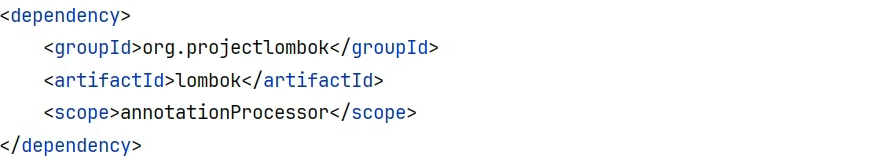 <dependency>
    <groupId>org.projectlombok</groupId>
    <artifactId>lombok</artifactId>
    <scope>annotationProcessor</scope>
</dependency>